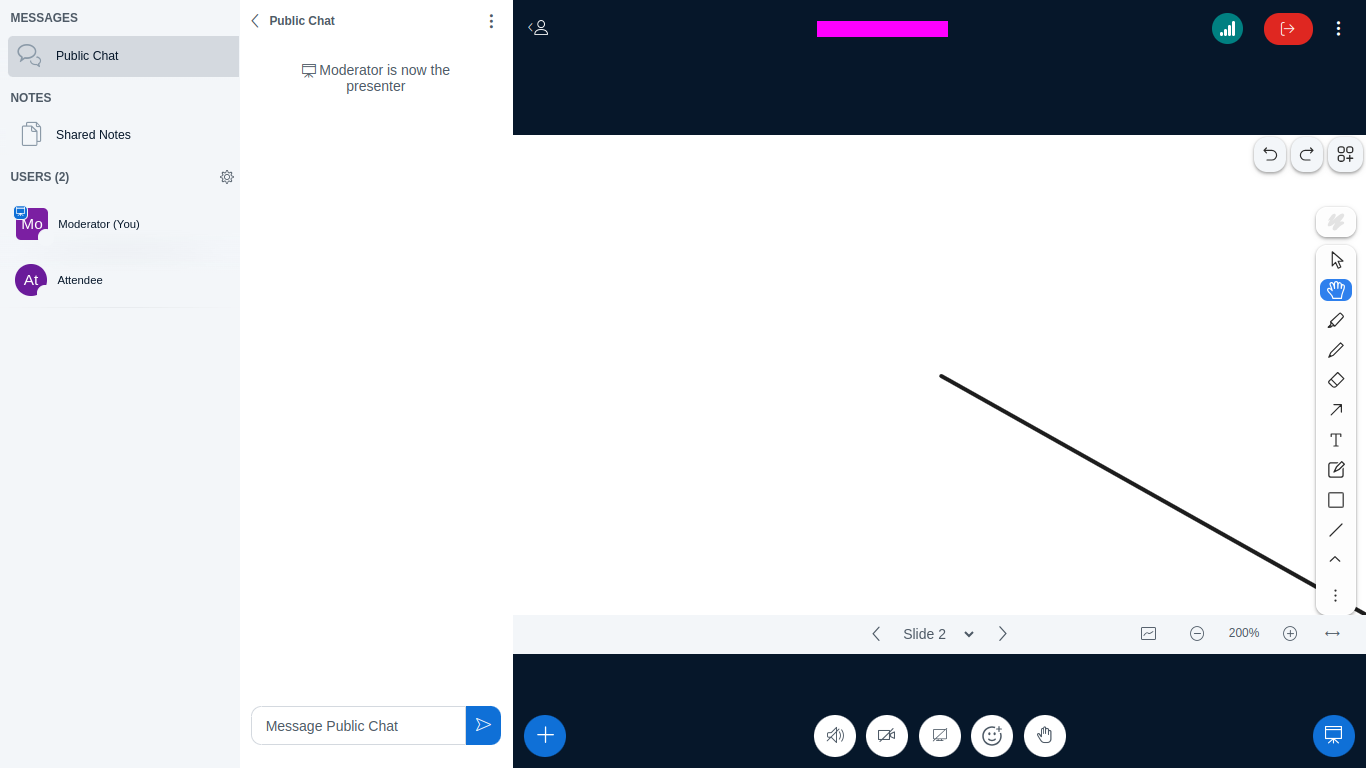 MESSAGES
Public Chat
NOTES
Shared Notes
USERS (2)
Mo
Moderator (You)
At
Attendee
Public Chat
Moderator is now the
presenter
Message Public Chat
T
Slide 2
200%